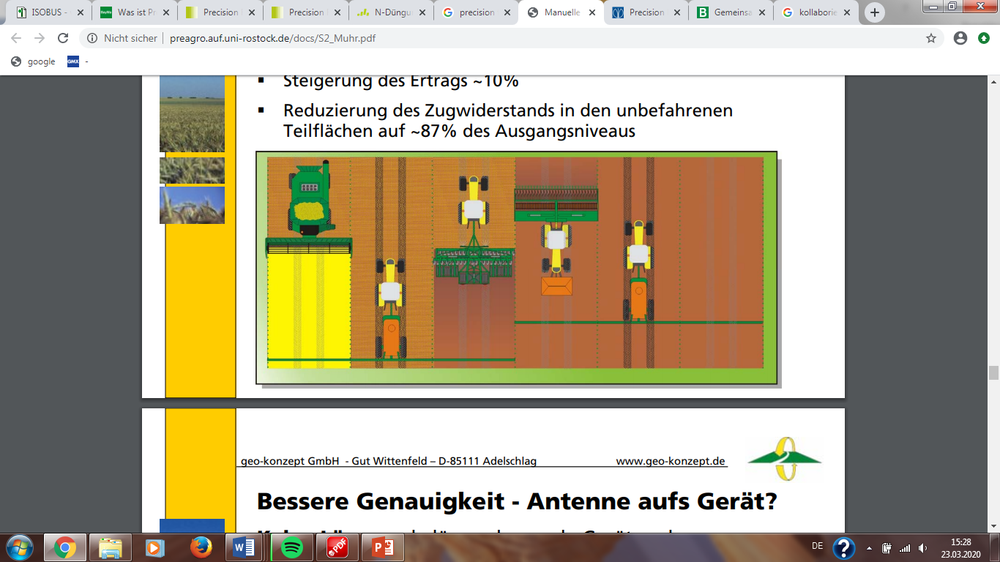 ISOBUS -
BayWa
Was ist Pr
Precision
Precision
N-Düngu
precision
Manuelle
Precision
B
Gemeinsa
kollaborie
Nicht sicher
preagro.auf.uni-rostock.de/docs/S2_Muhr.pdf
google
GMX
-
▪ Steigerung des Ertrags ~10%
▪ Reduzierung des Zugwiderstands in den unbefahrenen
Teilflächen auf ~87% des Ausgangsniveaus
geo-konzept GmbH - Gut Wittenfeld – D-85111 Adelschlag
www.geo-konzept.de
Bessere Genauigkeit - Antenne aufs Gerät?
DE
15:28
23.03.2020